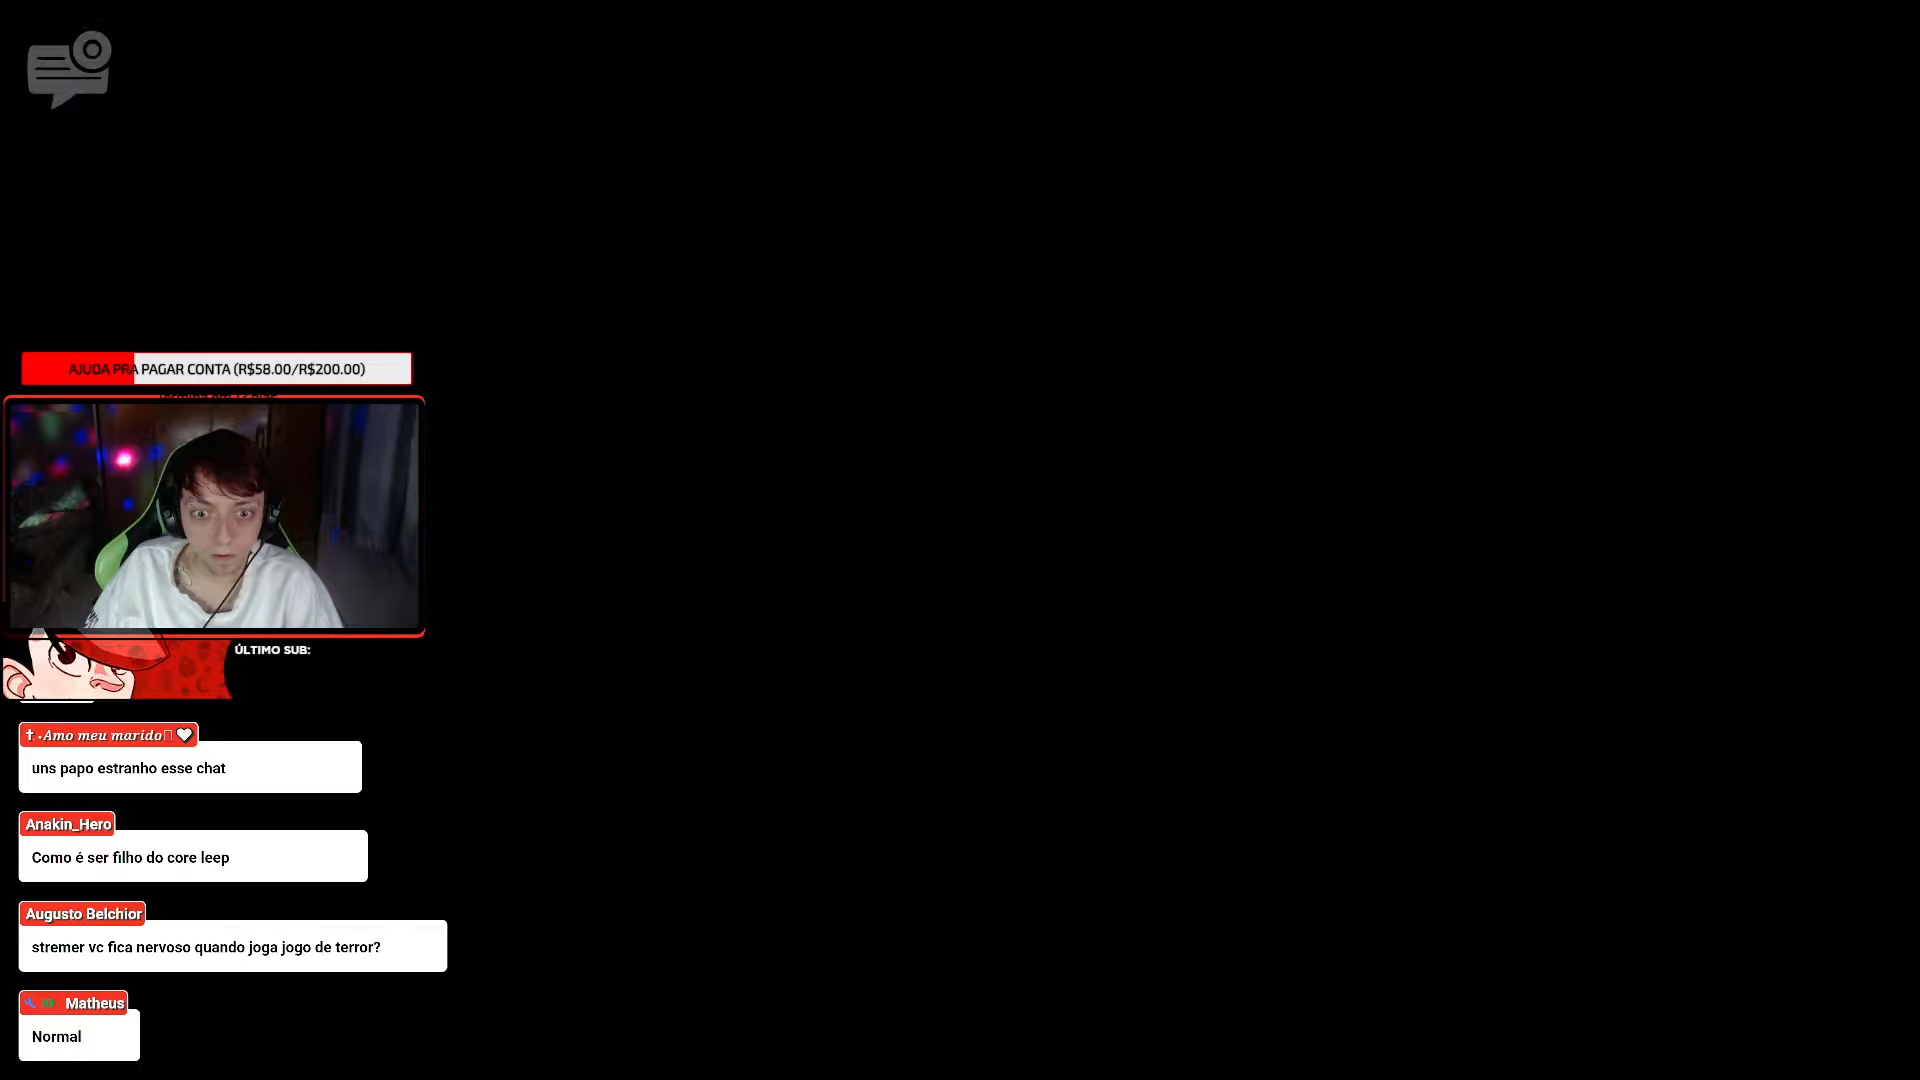 AJUDA PRA PAGAR CONTA (R$58.00/R$200.00)
ÚLTIMO SUB:
Amo meu marido
uns papo estranho esse chat
Anakin_Hero
Como é ser filho do core leep
Augusto Belchior
stremer vc fica nervoso quando joga jogo de terror?
Matheus
Normal